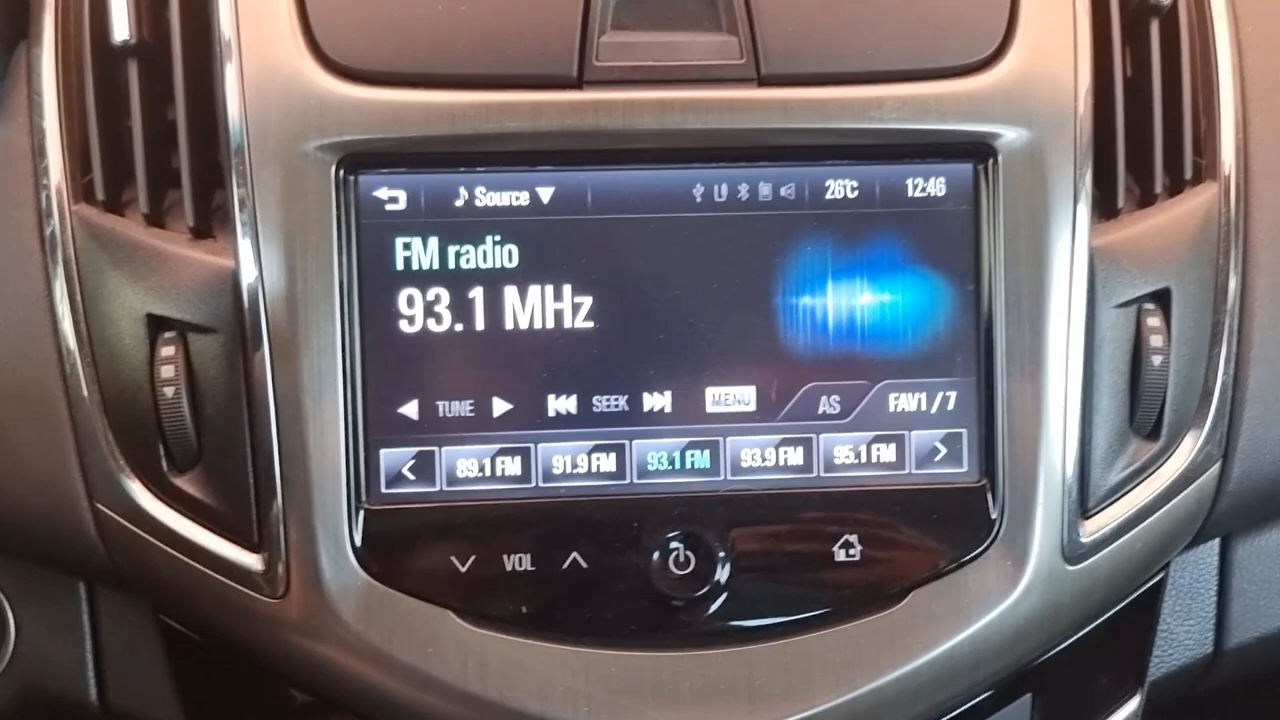 Source 26℃ 12:46
FM radio
93.1 MHz
TUNE SEEK MENU AS FAV1/7
89.1 FM 91.9 FM 93.1 FM 93.9 FM 95.1 FM
VOL